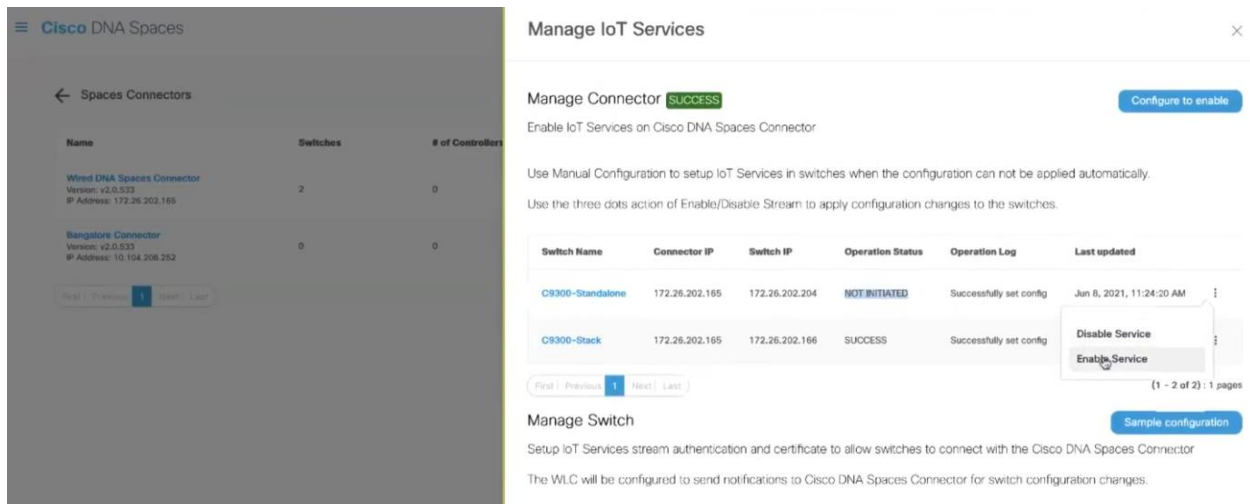 Cisco DNA Spaces
Spaces Connectors
Name Switches # of Controllers
Wired DNA Spaces Connector
Version: v2.0.533
IP Address: 172.26.202.165
2 0
Bangalore Connector
Version: v2.0.533
IP Address: 10.104.208.252
0 0
First Previous 1 Next Last
Manage IoT Services
Manage Connector SUCCESS
Configure to enable
Enable IoT Services on Cisco DNA Spaces Connector
Use Manual Configuration to setup IoT Services in switches when the configuration can not be applied automatically.
Use the three dots action of Enable/Disable Stream to apply configuration changes to the switches.
Switch Name Connector IP Switch IP Operation Status Operation Log Last updated
C9300-Standalone 172.26.202.165 172.26.202.204 NOT INITIATED Successfully set config Jun 8, 2021, 11:24:20 AM
C9300-Stack 172.26.202.165 172.26.202.166 SUCCESS Successfully set config
Disable Service
Enable Service
First Previous 1 Next Last
(1 - 2 of 2) : 1 pages
Manage Switch
Sample configuration
Setup IoT Services stream authentication and certificate to allow switches to connect with the Cisco DNA Spaces Connector
The WLC will be configured to send notifications to Cisco DNA Spaces Connector for switch configuration changes.